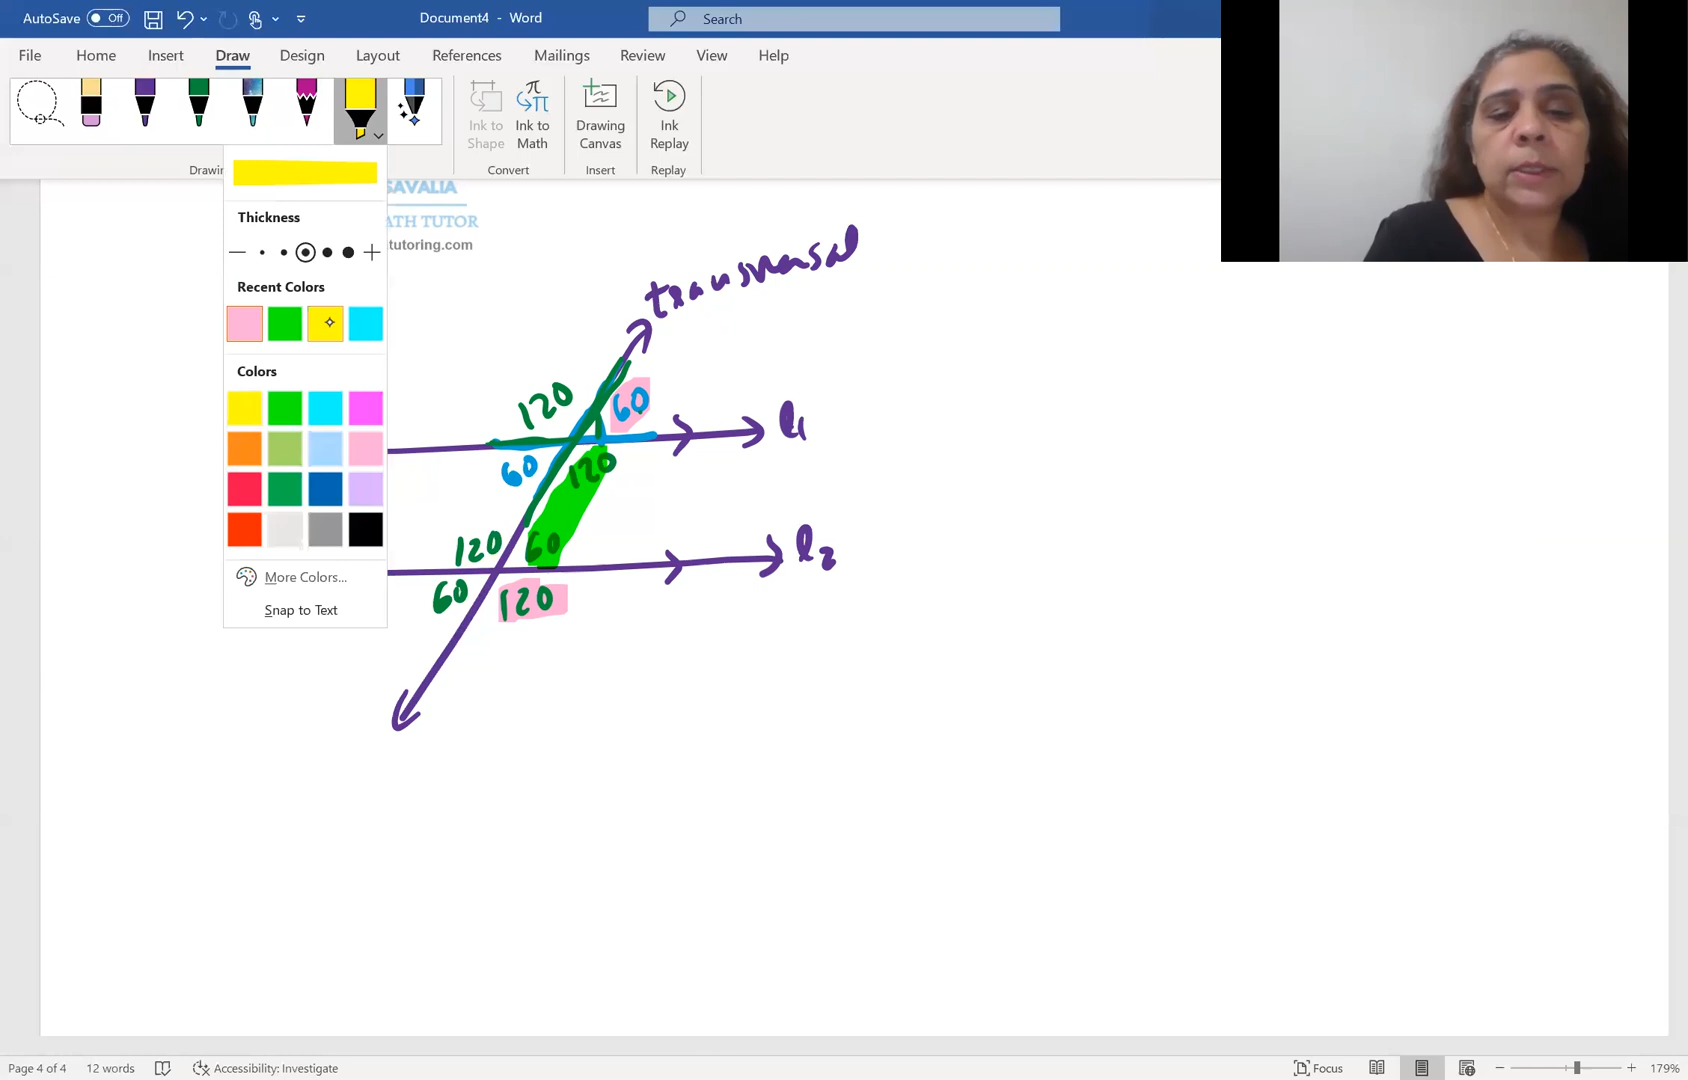 AutoSave Off Document4 - Word Search
File Home Insert Draw Design Layout References Mailings Review View Help
Ink to Shape
Ink to Math
Drawing Canvas
Ink Replay
Drawin
Convert
Insert
Replay
SAVALIA
ATH TUTOR
tutoring.com
Thickness
Recent Colors
Colors
More Colors...
Snap to Text
transversal
120 60
l1
60 120
120 60
l2
60 120
Page 4 of 4 12 words Accessibility: Investigate Focus 179%